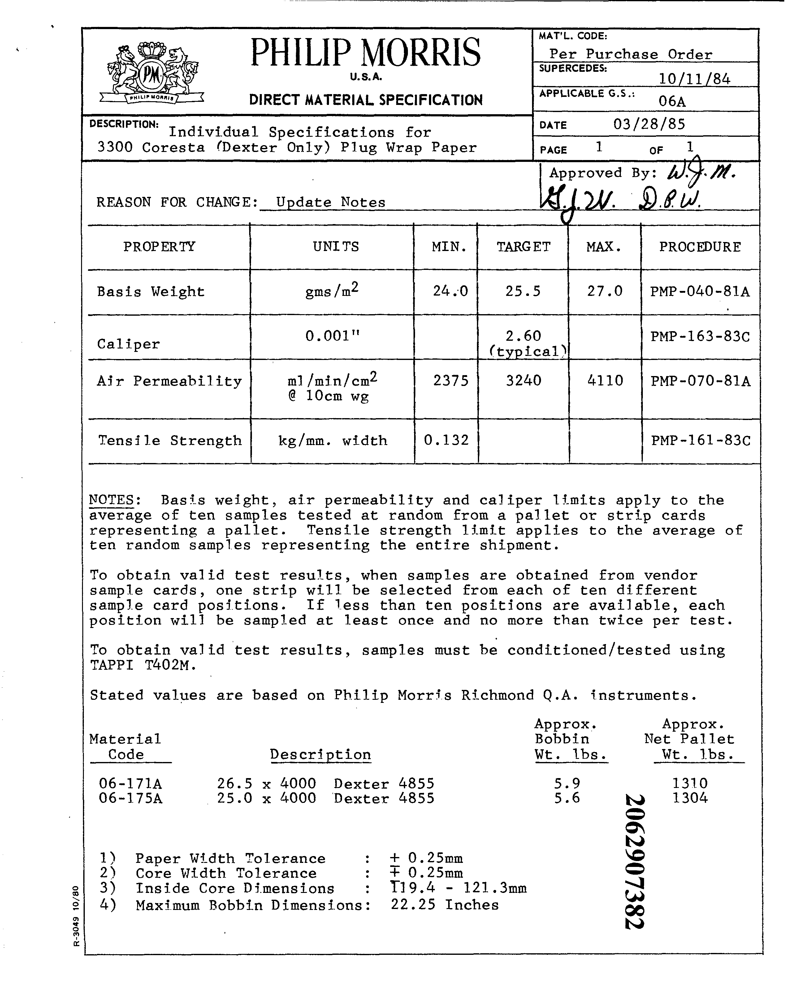 PHILIP MORRIS
U.S.A.
DIRECT MATERIAL SPECIFICATION
PM
PHILIP MORRIS
MAT'L. CODE:
Per Purchase Order
SUPERCEDES:
10/11/84
APPLICABLE G.S.:
06A
DESCRIPTION: Individual Specifications for
3300 Coresta (Dexter Only) Plug Wrap Paper
DATE 03/28/85
PAGE 1 OF 1
REASON FOR CHANGE: Update Notes
Approved By: W.J.M.
D.P.W.
PROPERTY UNITS MIN. TARGET MAX. PROCEDURE
Basis Weight gms/m2 24.0 25.5 27.0 PMP-040-81A
Caliper 0.001" 2.60 PMP-163-83C
(typical)
Air Permeability ml/min/cm2 2375 3240 4110 PMP-070-81A
@ 10cm wg
Tensile Strength kg/mm. width 0.132 PMP-161-83C
NOTES: Basis weight, air permeability and caliper limits apply to the
average of ten samples tested at random from a pallet or strip cards
representing a pallet. Tensile strength limit applies to the average of
ten random samples representing the entire shipment.
To obtain valid test results, when samples are obtained from vendor
sample cards, one strip will be selected from each of ten different
sample card positions. If less than ten positions are available, each
position will be sampled at least once and no more than twice per test.
To obtain valid test results, samples must be conditioned/tested using
TAPPI T402M.
Stated values are based on Philip Morris Richmond Q.A. instruments.
Approx. Approx.
Material Bobbin Net Pallet
Code Description Wt. lbs. Wt. lbs.
06-171A 26.5 x 4000 Dexter 4855 5.9 1310
06-175A 25.0 x 4000 Dexter 4855 5.6 1304
1) Paper Width Tolerance : + 0.25mm
2) Core Width Tolerance : ∓ 0.25mm
3) Inside Core Dimensions : 119.4 - 121.3mm
4) Maximum Bobbin Dimensions: 22.25 Inches
2062907382
R-3049 10/80